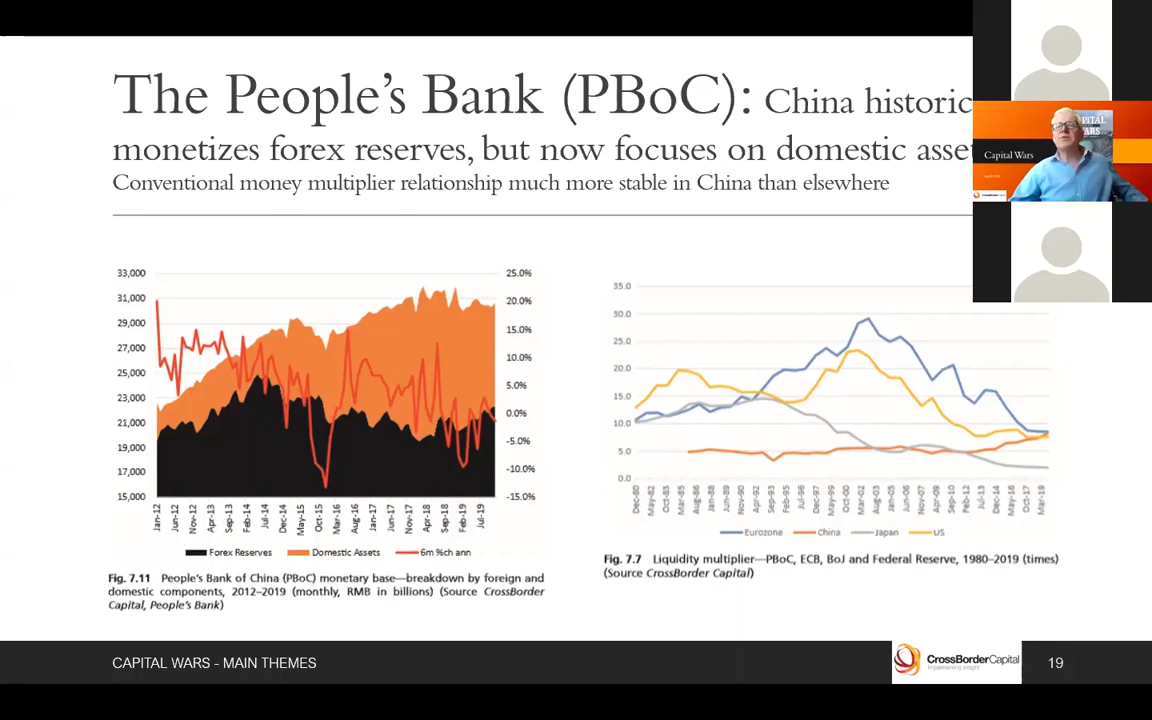 The People's Bank (PBoC): China historic
monetizes forex reserves, but now focuses on domestic asse
Conventional money multiplier relationship much more stable in China than elsewhere
CAPITAL
WARS
Capital Wars
33,000
31,000
29,000
27,000
25,000
23,000
21,000
19,000
17,000
15,000
25.0%
20.0%
15.0%
10.0%
5.0%
0.0%
-5.0%
-10.0%
-15.0%
Jan-12
Jun-12
Nov-12
Apr-13
Sep-13
Feb-14
Jul-14
Dec-14
May-15
Oct-15
Mar-16
Aug-16
Jan-17
Jun-17
Nov-17
Apr-18
Sep-18
Feb-19
Jul-19
Forex Reserves
Domestic Assets
6m %ch ann
Fig. 7.11 People's Bank of China (PBoC) monetary base—breakdown by foreign and
domestic components, 2012–2019 (monthly, RMB in billions) (Source CrossBorder
Capital, People's Bank)
35.0
30.0
25.0
20.0
15.0
10.0
5.0
0.0
Dec-80
May-82
Oct-83
Mar-85
Aug-86
Jan-88
Jun-89
Nov-90
Apr-92
Sep-93
Feb-95
Jul-96
Dec-97
May-99
Oct-00
Mar-02
Aug-03
Jan-05
Jun-06
Nov-07
Apr-09
Sep-10
Feb-12
Jul-13
Dec-14
May-16
Oct-17
Mar-19
Eurozone
China
Japan
US
Fig. 7.7 Liquidity multiplier—PBoC, ECB, BoJ and Federal Reserve, 1980–2019 (times)
(Source CrossBorder Capital)
CAPITAL WARS - MAIN THEMES
CrossBorderCapital
19